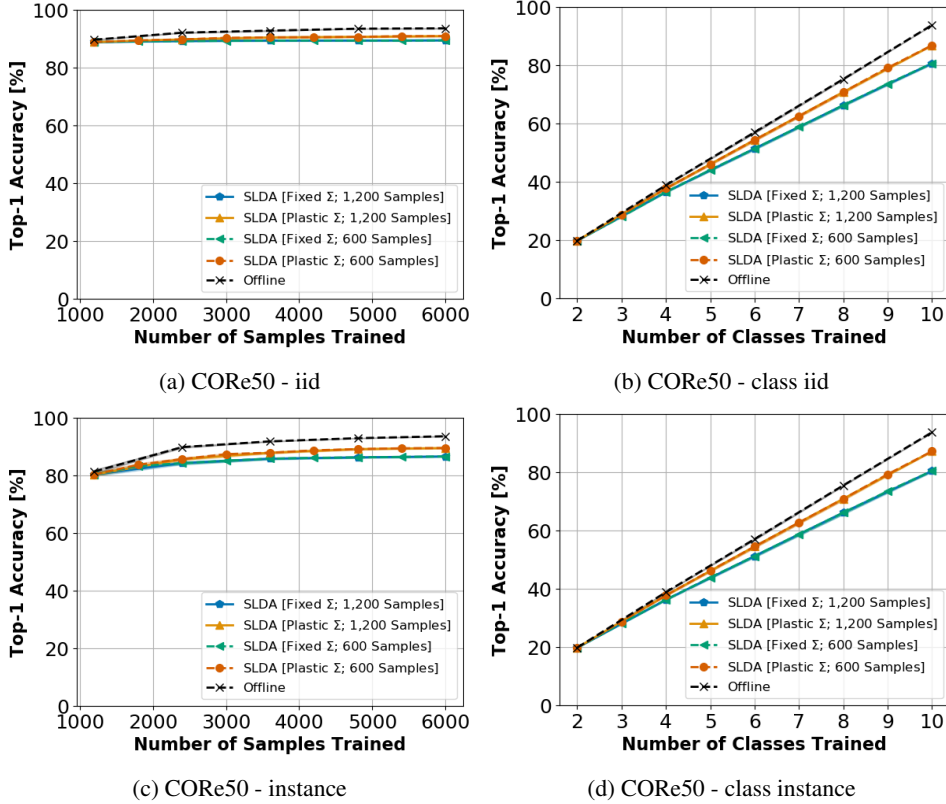 100
80
60
40
20
0
Top-1 Accuracy [%]
SLDA [Fixed Σ; 1,200 Samples]
SLDA [Plastic Σ; 1,200 Samples]
SLDA [Fixed Σ; 600 Samples]
SLDA [Plastic Σ; 600 Samples]
Offline
1000 2000 3000 4000 5000 6000
Number of Samples Trained
(a) CORe50 - iid
100
80
60
40
20
0
Top-1 Accuracy [%]
SLDA [Fixed Σ; 1,200 Samples]
SLDA [Plastic Σ; 1,200 Samples]
SLDA [Fixed Σ; 600 Samples]
SLDA [Plastic Σ; 600 Samples]
Offline
2 3 4 5 6 7 8 9 10
Number of Classes Trained
(b) CORe50 - class iid
100
80
60
40
20
0
Top-1 Accuracy [%]
SLDA [Fixed Σ; 1,200 Samples]
SLDA [Plastic Σ; 1,200 Samples]
SLDA [Fixed Σ; 600 Samples]
SLDA [Plastic Σ; 600 Samples]
Offline
1000 2000 3000 4000 5000 6000
Number of Samples Trained
(c) CORe50 - instance
100
80
60
40
20
0
Top-1 Accuracy [%]
SLDA [Fixed Σ; 1,200 Samples]
SLDA [Plastic Σ; 1,200 Samples]
SLDA [Fixed Σ; 600 Samples]
SLDA [Plastic Σ; 600 Samples]
Offline
2 3 4 5 6 7 8 9 10
Number of Classes Trained
(d) CORe50 - class instance